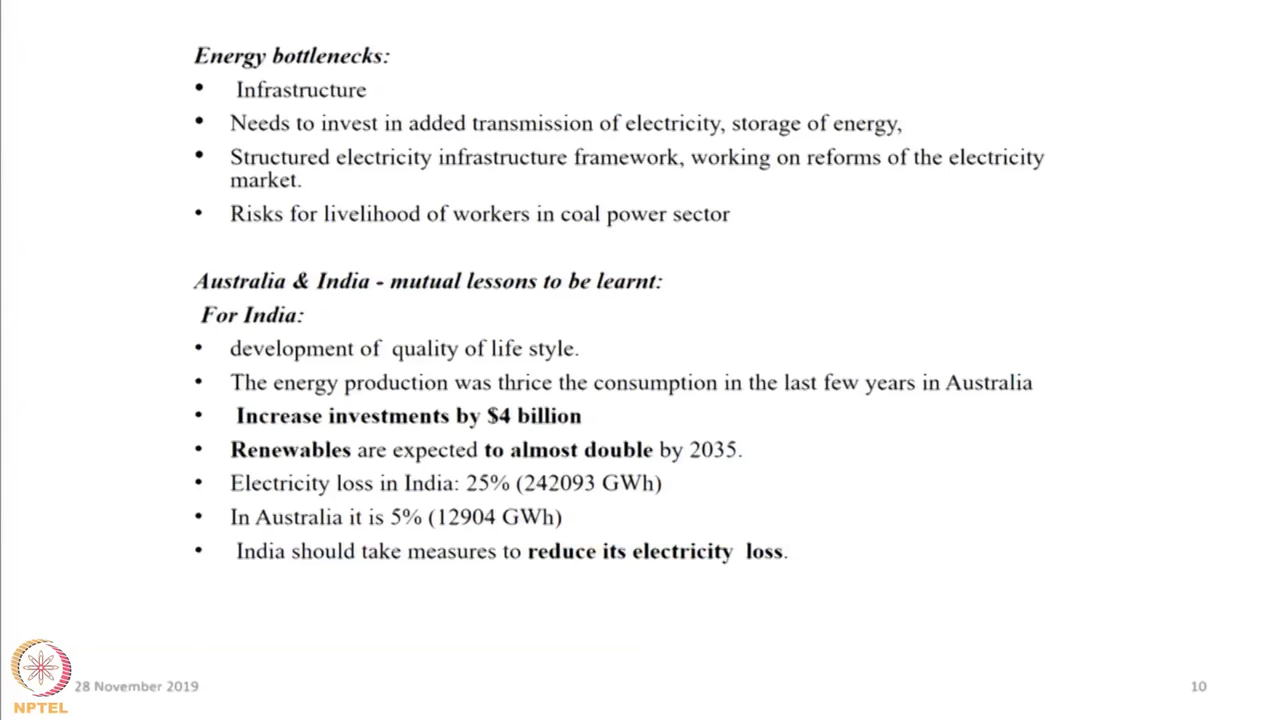 Energy bottlenecks:
• Infrastructure
• Needs to invest in added transmission of electricity, storage of energy,
• Structured electricity infrastructure framework, working on reforms of the electricity
market.
• Risks for livelihood of workers in coal power sector
Australia & India - mutual lessons to be learnt:
For India:
• development of quality of life style.
• The energy production was thrice the consumption in the last few years in Australia
• Increase investments by $4 billion
• Renewables are expected to almost double by 2035.
• Electricity loss in India: 25% (242093 GWh)
• In Australia it is 5% (12904 GWh)
• India should take measures to reduce its electricity loss.
28 November 2019
10
NPTEL